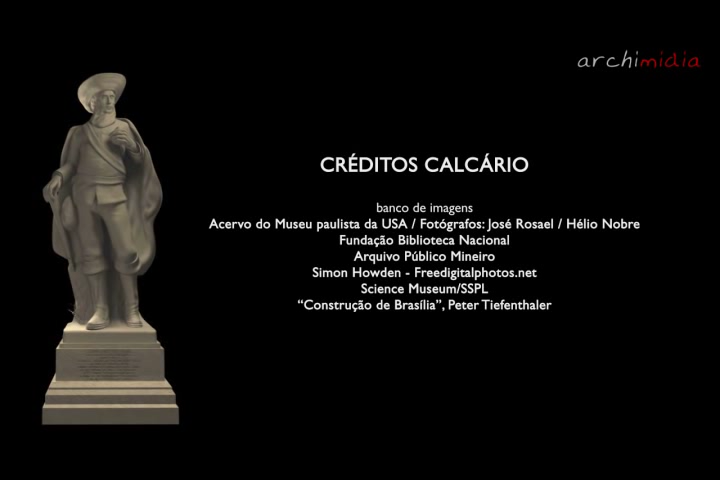 archimidia
CRÉDITOS CALCÁRIO
banco de imagens
Acervo do Museu paulista da USA / Fotógrafos: José Rosael / Hélio Nobre
Fundação Biblioteca Nacional
Arquivo Público Mineiro
Simon Howden - Freedigitalphotos.net
Science Museum/SSPL
“Construção de Brasília”, Peter Tiefenthaler